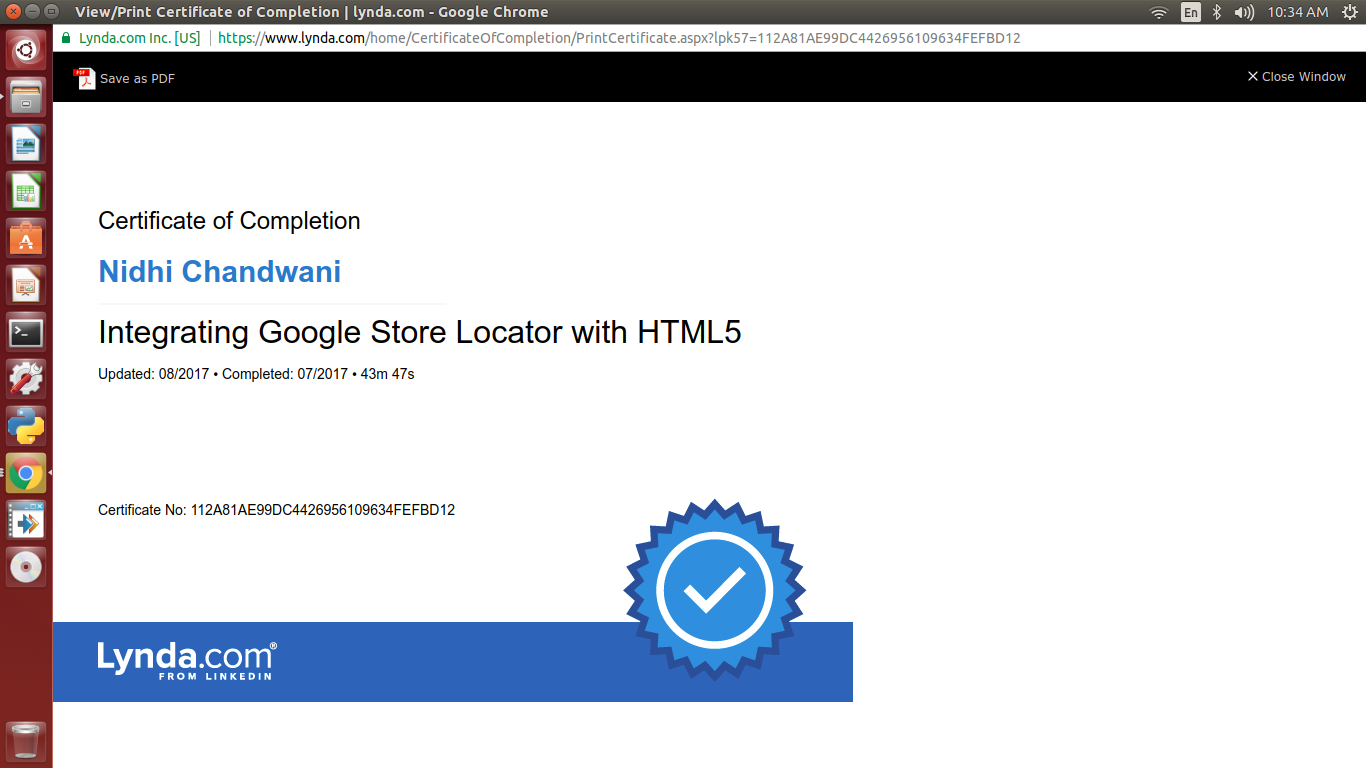 View/Print Certificate of Completion | lynda.com - Google Chrome
En
10:34 AM
Lynda.com Inc. [US]
https://www.lynda.com/home/CertificateOfCompletion/PrintCertificate.aspx?lpk57=112A81AE99DC4426956109634FEFBD12
PDF
Save as PDF
Close Window
Certificate of Completion
Nidhi Chandwani
Integrating Google Store Locator with HTML5
Updated: 08/2017 • Completed: 07/2017 • 43m 47s
Certificate No: 112A81AE99DC4426956109634FEFBD12
Lynda.com®
FROM LINKEDIN